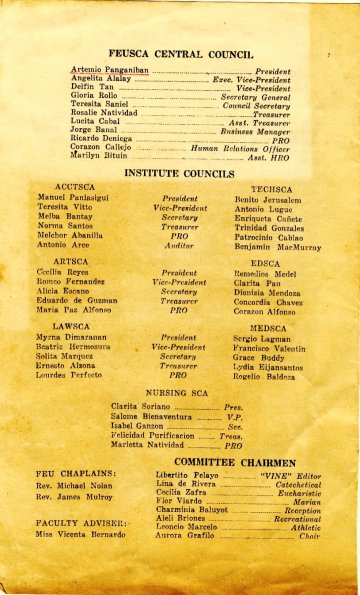 FEUSCA CENTRAL COUNCIL
Artemio Panganiban ........ President
Angelita Alalay ........ Exec. Vice-President
Delfin Tan ........ Vice-President
Gloria Rollo ........ Secretary General
Teresita Saniel ........ Council Secretary
Rosalie Natividad ........ Treasurer
Lucita Cabal ........ Asst. Treasurer
Jorge Banal ........ Business Manager
Ricardo Deniega ........ PRO
Corazon Callejo ........ Human Relations Officer
Marilyn Bituin ........ Asst. HRO
INSTITUTE COUNCILS
ACCTSCA TECHSCA
Manuel Panlasigui President Benito Jerusalem
Teresita Vitto Vice-President Antonio Lugue
Melba Bantay Secretary Enriqueta Cañete
Norma Santos Treasurer Trinidad Gonzales
Melchor Abanilla PRO Patrocinio Cablao
Antonio Arce Auditor Benjamin MacMurray
ARTSCA EDSCA
Cecilia Reyes President Remedios Medel
Romeo Fernandez Vice-President Clarita Pau
Alicia Escano Secretary Dionisia Mendoza
Eduardo de Guzman Treasurer Concordia Chavez
Maria Paz Alfonso PRO Corazon Alfonso
LAWSCA MEDSCA
Myrna Dimaranan President Sergio Lagman
Beatriz Hermosura Vice-President Francisco Valentin
Solita Marquez Secretary Grace Buddy
Ernesto Alzona Treasurer Lydia Eijansantos
Lourdes Perfecto PRO Rogelio Baldoza
NURSING SCA
Clarita Soriano ........ Pres.
Salome Bienaventura ........ V.P.
Isabel Ganzon ........ Sec.
Felicidad Purificacion ........ Treas.
Marietta Natividad ........ PRO
COMMITTEE CHAIRMEN
FEU CHAPLAINS:
Rev. Michael Nolan
Rev. James Mulroy
FACULTY ADVISER:
Miss Vicenta Bernardo
Libertito Pelayo ........ "VINE" Editor
Lina de Rivera ........ Catechetical
Cecilia Zafra ........ Eucharistic
Flor Viardo ........ Marian
Charminia Baluyot ........ Reception
Aleli Briones ........ Recreational
Leoncio Marcelo ........ Athletic
Aurora Grafilo ........ Choir